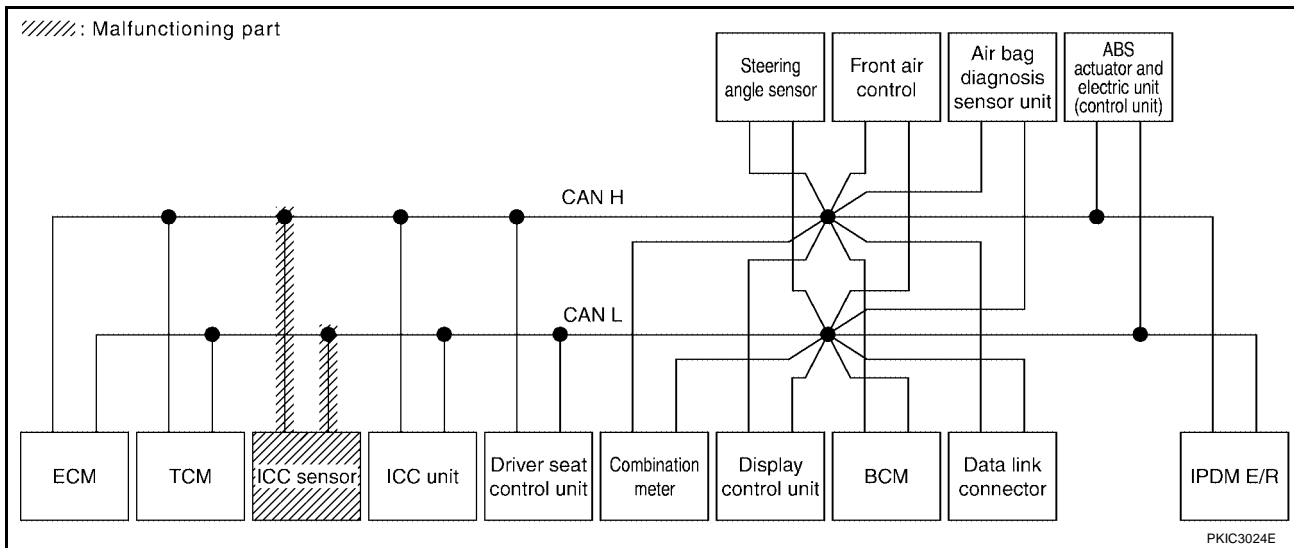 : Malfunctioning part
Steering
angle sensor
Front air
control
Air bag
diagnosis
sensor unit
ABS
actuator and
electric unit
(control unit)
CAN H
CAN L
ECM
TCM
ICC sensor
ICC unit
Driver seat
control unit
Combination
meter
Display
control unit
BCM
Data link
connector
IPDM E/R
PKIC3024E